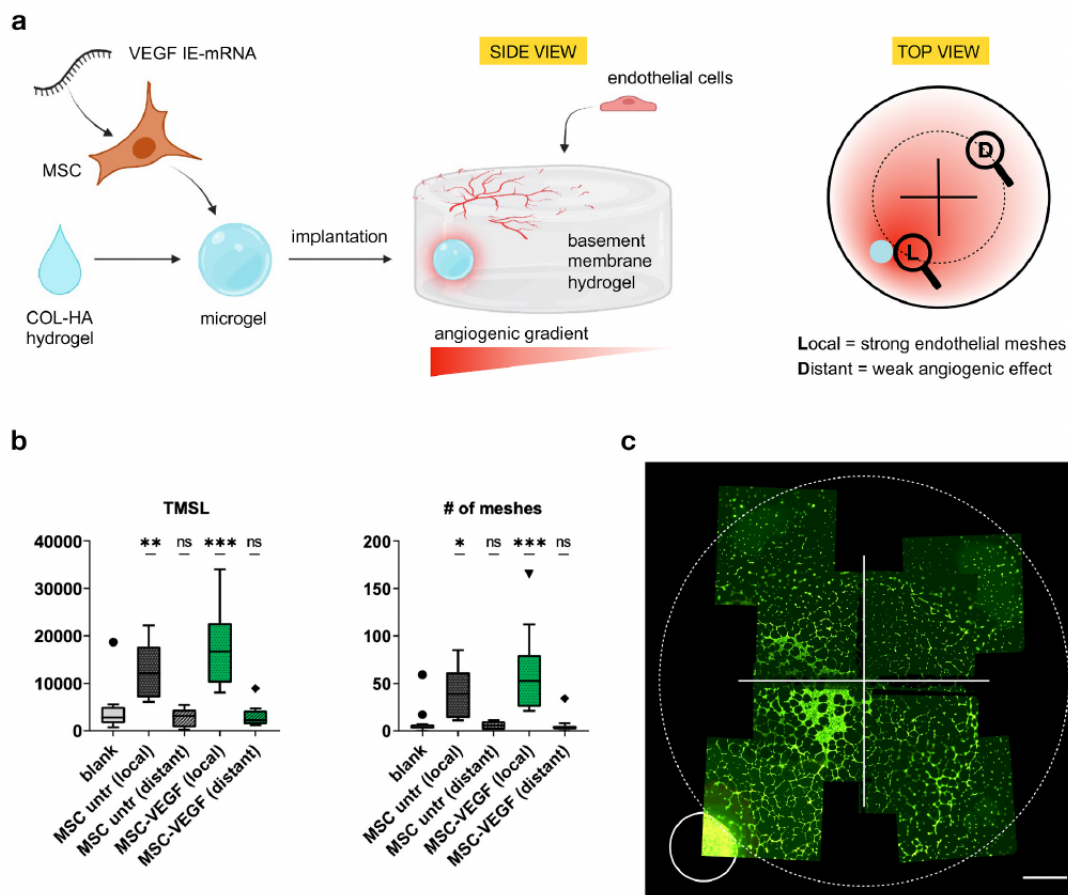 a
VEGF IE-mRNA
MSC
COL-HA
hydrogel
microgel
implantation
SIDE VIEW
endothelial cells
basement
membrane
hydrogel
angiogenic gradient
TOP VIEW
D
L
Local = strong endothelial meshes
Distant = weak angiogenic effect
b
TMSL
** ns *** ns
40000
30000
20000
10000
0
blank
MSC untr (local)
MSC untr (distant)
MSC-VEGF (local)
MSC-VEGF (distant)
# of meshes
* ns *** ns
200
150
100
50
0
blank
MSC untr (local)
MSC untr (distant)
MSC-VEGF (local)
MSC-VEGF (distant)
c